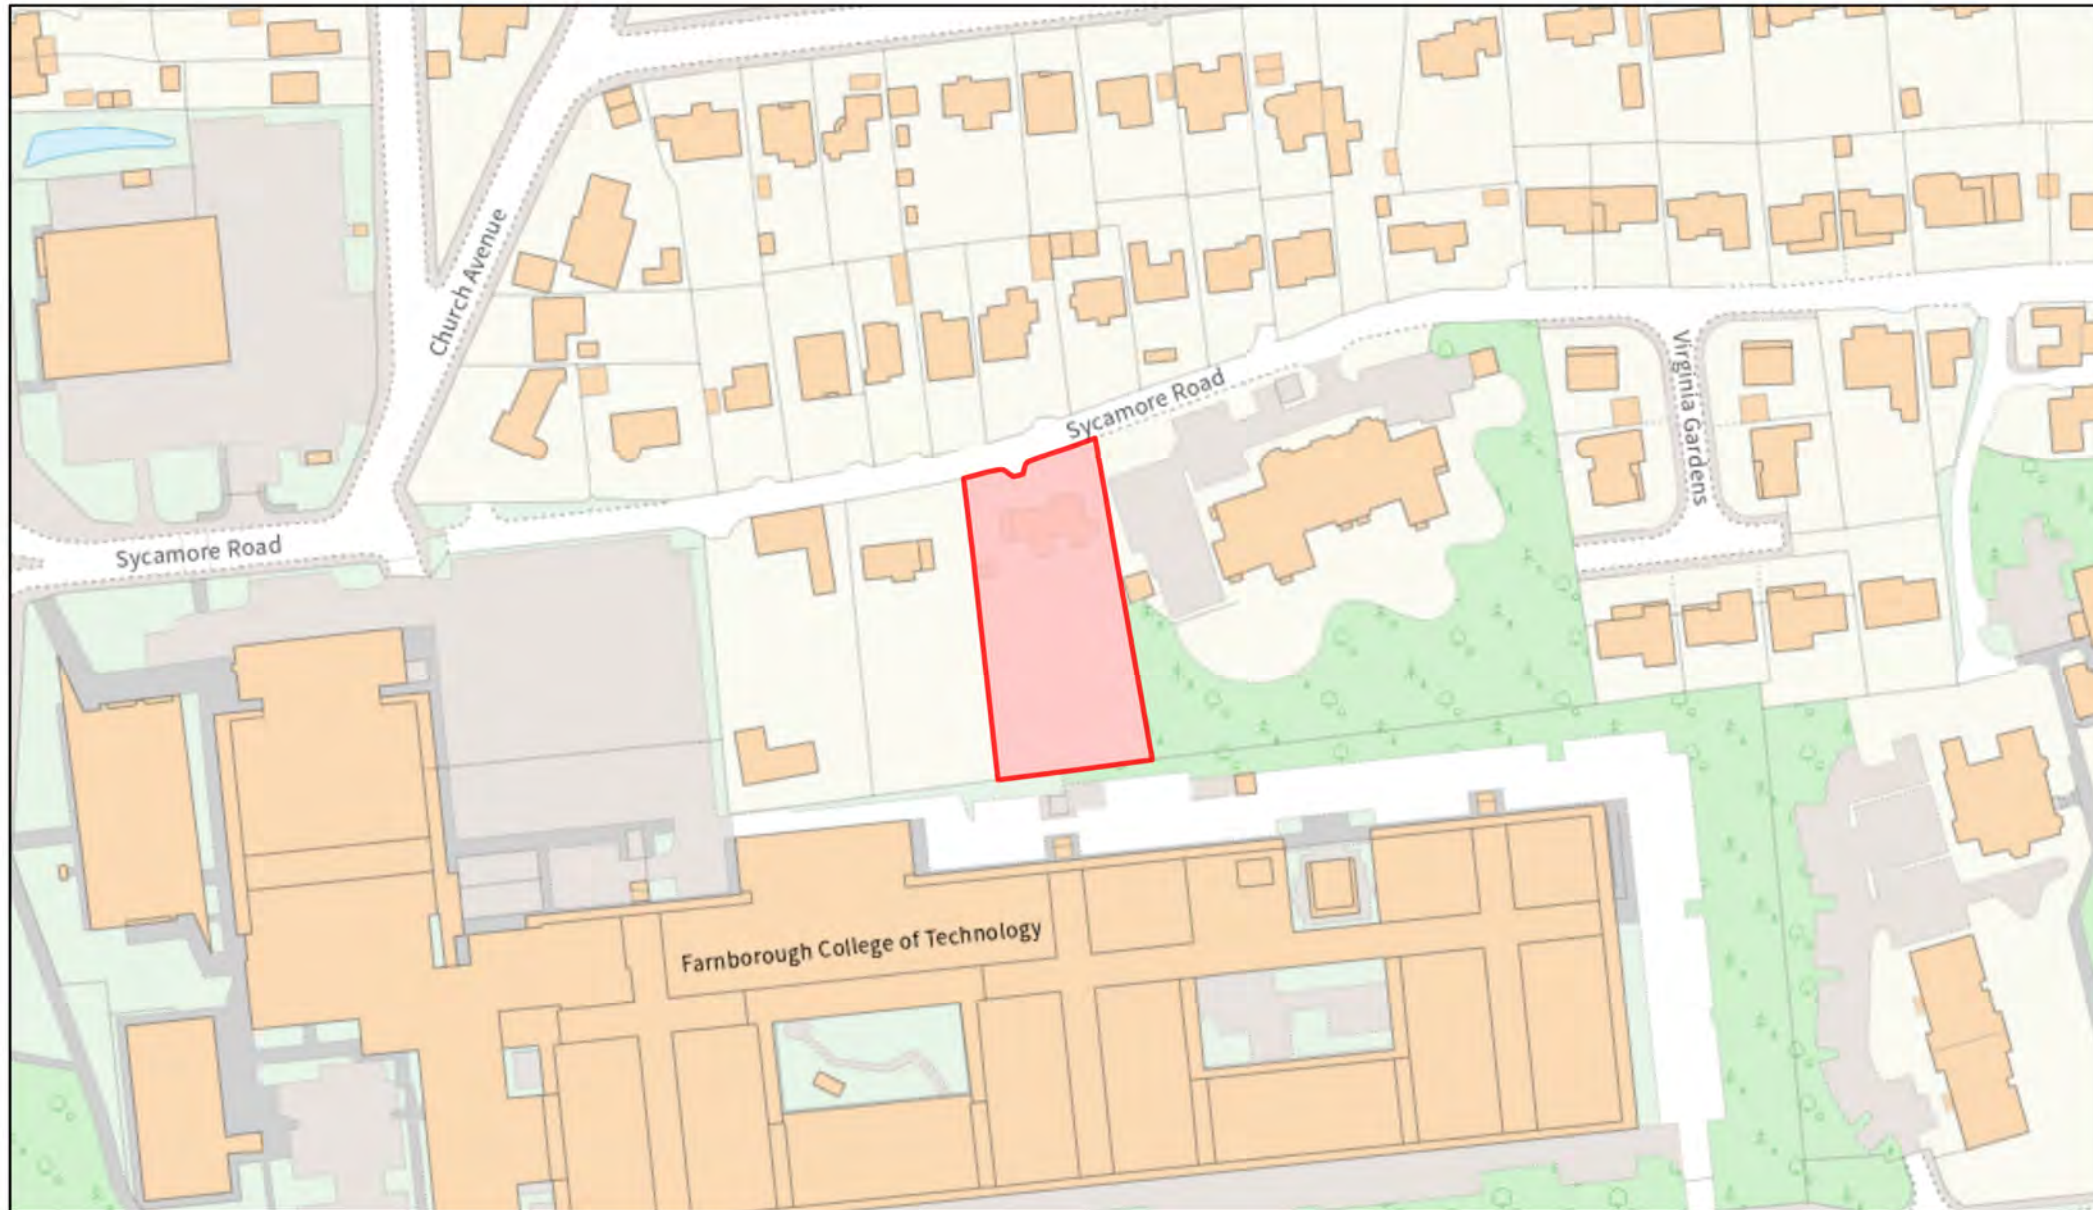 Church Avenue
Virginia Gardens
Sycamore Road
Sycamore Road
Farnborough College of Technology